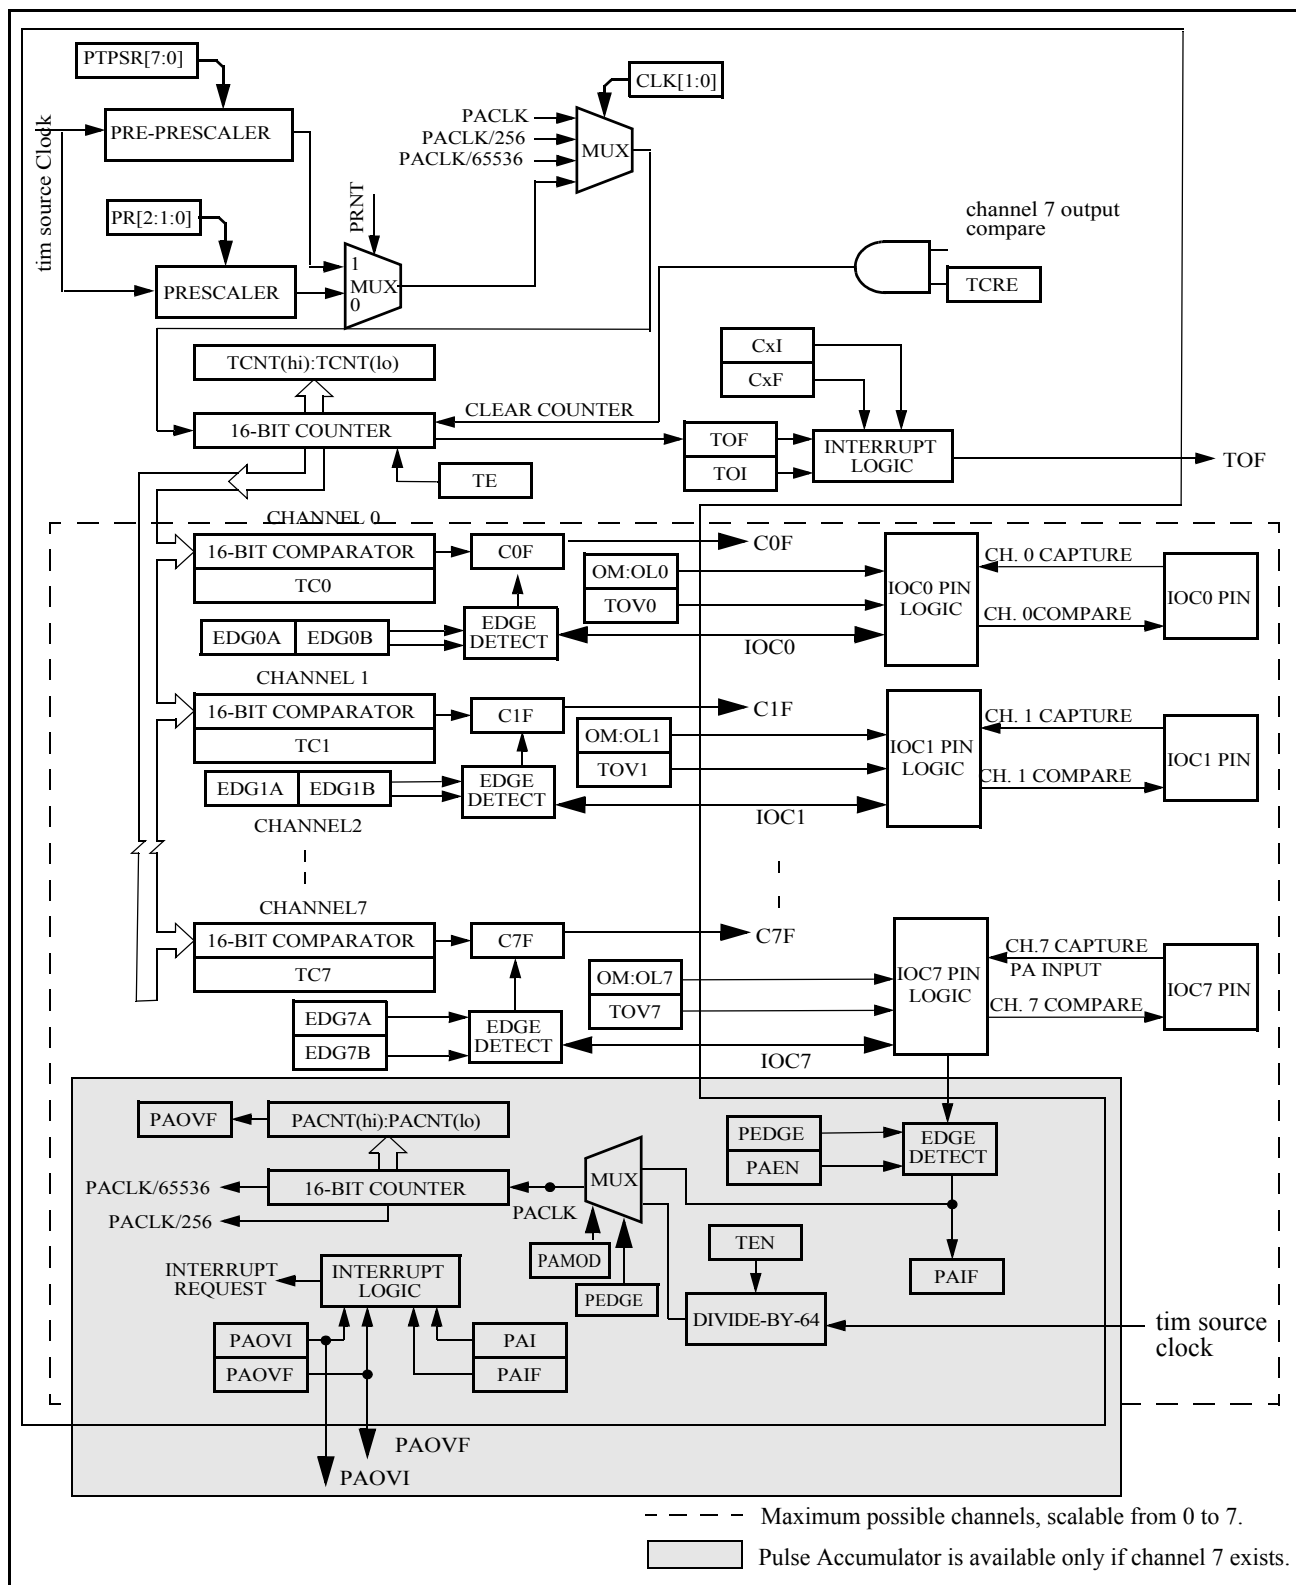 PTPSR[7:0]
CLK[1:0]
PACLK
PACLK/256
PACLK/65536
MUX
tim source Clock
PRE-PRESCALER
PR[2:1:0]
PRNT
PRESCALER
1
MUX
0
channel 7 output
compare
TCRE
TCNT(hi):TCNT(lo)
CxI
CxF
CLEAR COUNTER
16-BIT COUNTER
TOF
TOI
INTERRUPT
LOGIC
TOF
TE
CHANNEL 0
16-BIT COMPARATOR
TC0
C0F
C0F
OM:OL0
TOV0
IOC0 PIN
LOGIC
CH. 0 CAPTURE
CH. 0COMPARE
IOC0 PIN
EDG0A
EDG0B
EDGE
DETECT
IOC0
CHANNEL 1
16-BIT COMPARATOR
TC1
C1F
C1F
OM:OL1
TOV1
IOC1 PIN
LOGIC
CH. 1 CAPTURE
CH. 1 COMPARE
IOC1 PIN
EDG1A
EDG1B
EDGE
DETECT
IOC1
CHANNEL2
CHANNEL7
16-BIT COMPARATOR
TC7
C7F
C7F
OM:OL7
TOV7
IOC7 PIN
LOGIC
CH.7 CAPTURE
PA INPUT
CH. 7 COMPARE
IOC7 PIN
EDG7A
EDG7B
EDGE
DETECT
IOC7
PAOVF
PACNT(hi):PACNT(lo)
PEDGE
PAEN
EDGE
DETECT
MUX
PACLK/65536
16-BIT COUNTER
PACLK
PACLK/256
TEN
PAMOD
PEDGE
PAIF
INTERRUPT
REQUEST
INTERRUPT
LOGIC
DIVIDE-BY-64
tim source
clock
PAOVI
PAOVF
PAI
PAIF
PAOVF
PAOVI
Maximum possible channels, scalable from 0 to 7.
Pulse Accumulator is available only if channel 7 exists.